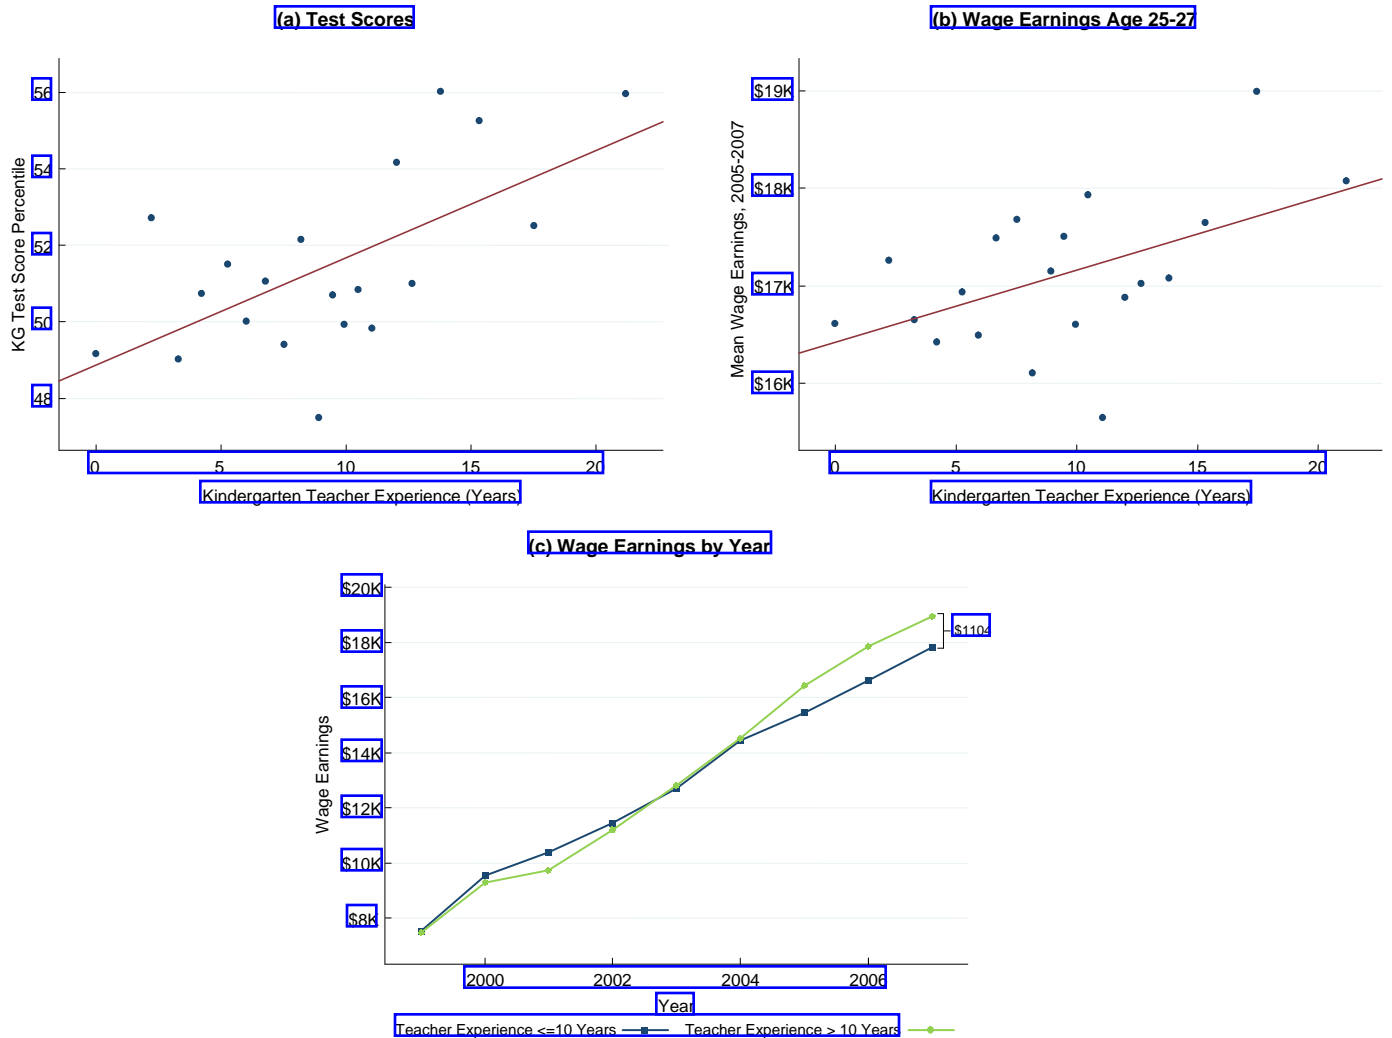 (a) Test Scores
KG Test Score Percentile
56
54
52
50
48
0 5 10 15 20
Kindergarten Teacher Experience (Years)
(b) Wage Earnings Age 25-27
Mean Wage Earnings, 2005-2007
$19K
$18K
$17K
$16K
0 5 10 15 20
Kindergarten Teacher Experience (Years)
(c) Wage Earnings by Year
Wage Earnings
$20K
$18K
$16K
$14K
$12K
$10K
$8K
$1104
2000 2002 2004 2006
Year
Teacher Experience <=10 Years Teacher Experience > 10 Years